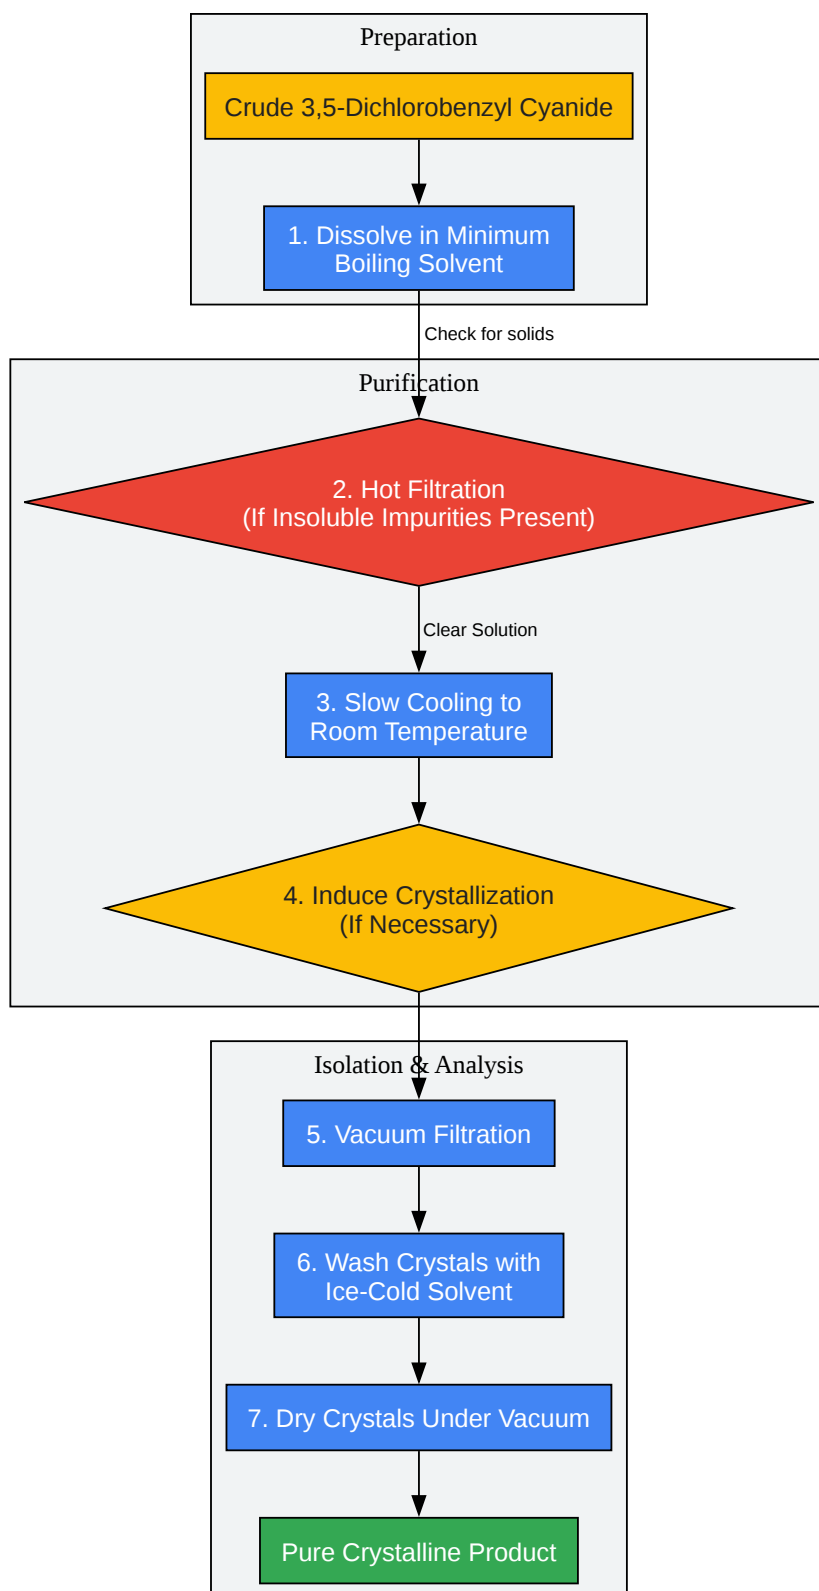 Preparation
Crude 3,5-Dichlorobenzyl Cyanide
1. Dissolve in Minimum
Boiling Solvent
Check for solids
Purification
2. Hot Filtration
(If Insoluble Impurities Present)
Clear Solution
3. Slow Cooling to
Room Temperature
4. Induce Crystallization
(If Necessary)
Isolation & Analysis
5. Vacuum Filtration
6. Wash Crystals with
Ice-Cold Solvent
7. Dry Crystals Under Vacuum
Pure Crystalline Product